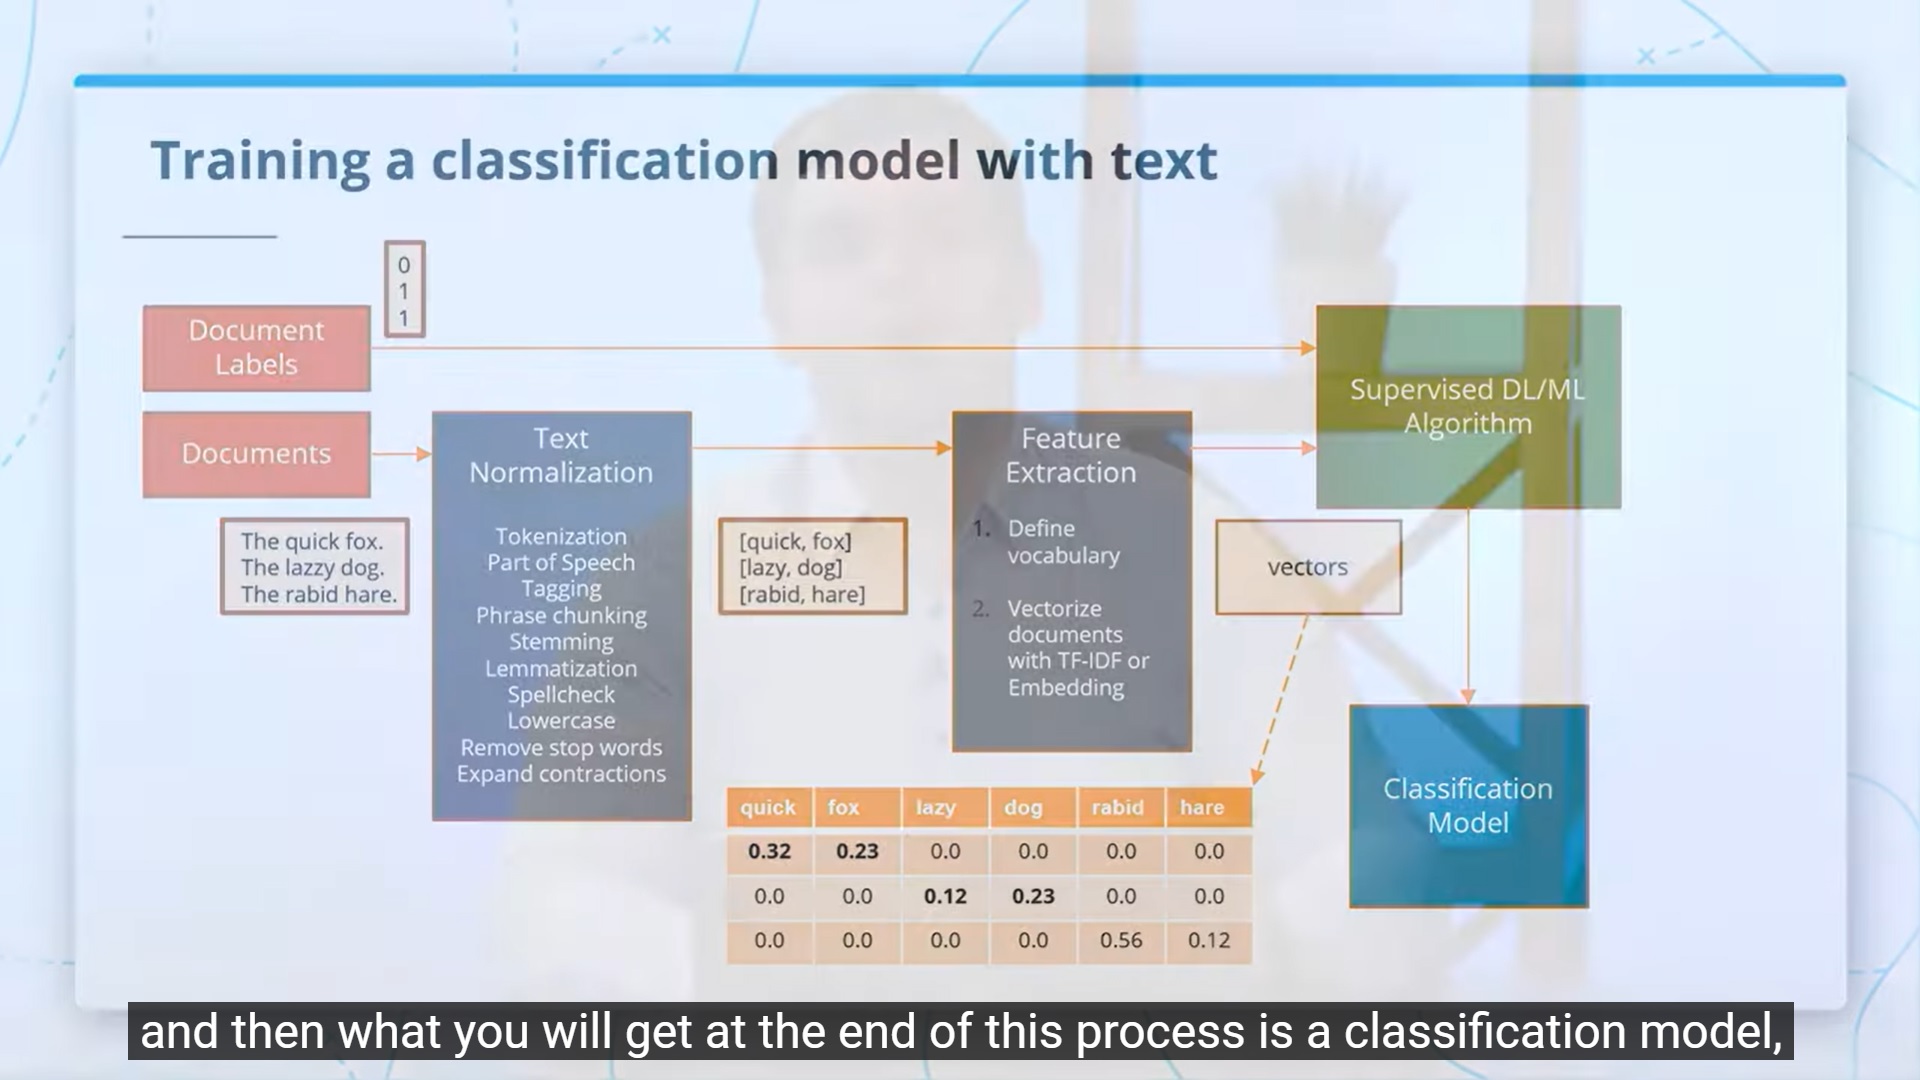 Training a classification model with text
0
1
1
Document
Labels
Documents
The quick fox.
The lazzy dog.
The rabid hare.
Text
Normalization
Tokenization
Part of Speech
Tagging
Phrase chunking
Stemming
Lemmatization
Spellcheck
Lowercase
Remove stop words
Expand contractions
[quick, fox]
[lazy, dog]
[rabid, hare]
Feature
Extraction
1. Define
vocabulary
2. Vectorize
documents
with TF-IDF or
Embedding
vectors
Supervised DL/ML
Algorithm
Classification
Model
quick fox lazy dog rabid hare
0.32 0.23 0.0 0.0 0.0 0.0
0.0 0.0 0.12 0.23 0.0 0.0
0.0 0.0 0.0 0.0 0.56 0.12
and then what you will get at the end of this process is a classification model,